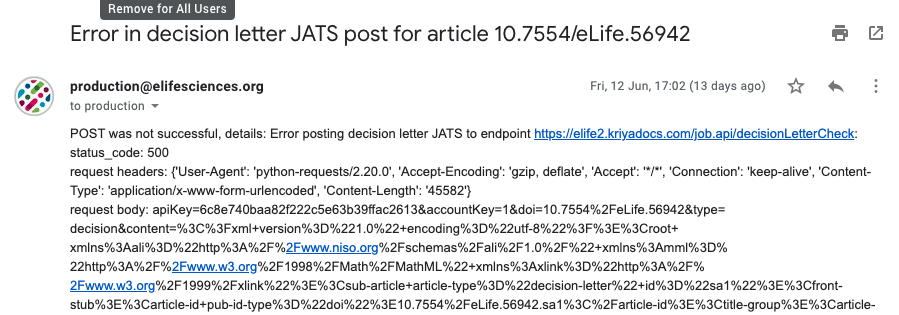 Remove for All Users
Error in decision letter JATS post for article 10.7554/eLife.56942
production@elifesciences.org
Fri, 12 Jun, 17:02 (13 days ago)
to production
POST was not successful, details: Error posting decision letter JATS to endpoint https://elife2.kriyadocs.com/job.api/decisionLetterCheck:
status_code: 500
request headers: {'User-Agent': 'python-requests/2.20.0', 'Accept-Encoding': 'gzip, deflate', 'Accept': '*/*', 'Connection': 'keep-alive', 'Content-
Type': 'application/x-www-form-urlencoded', 'Content-Length': '45582'}
request body: apiKey=6c8e740baa82f222c5e63b39ffac2613&accountKey=1&doi=10.7554%2FeLife.56942&type=
decision&content=%3C%3Fxml+version%3D%221.0%22+encoding%3D%22utf-8%22%3F%3E%3Croot+
xmlns%3Aali%3D%22http%3A%2F%2Fwww.niso.org%2Fschemas%2Fali%2F1.0%2F%22+xmlns%3Amml%3D%
22http%3A%2F%2Fwww.w3.org%2F1998%2FMath%2FMathML%22+xmlns%3Axlink%3D%22http%3A%2F%
2Fwww.w3.org%2F1999%2Fxlink%22%3E%3Csub-article+article-type%3D%22decision-letter%22+id%3D%22sa1%22%3E%3Cfront-
stub%3E%3Carticle-id+pub-id-type%3D%22doi%22%3E10.7554%2FeLife.56942.sa1%3C%2Farticle-id%3E%3Ctitle-group%3E%3Carticle-